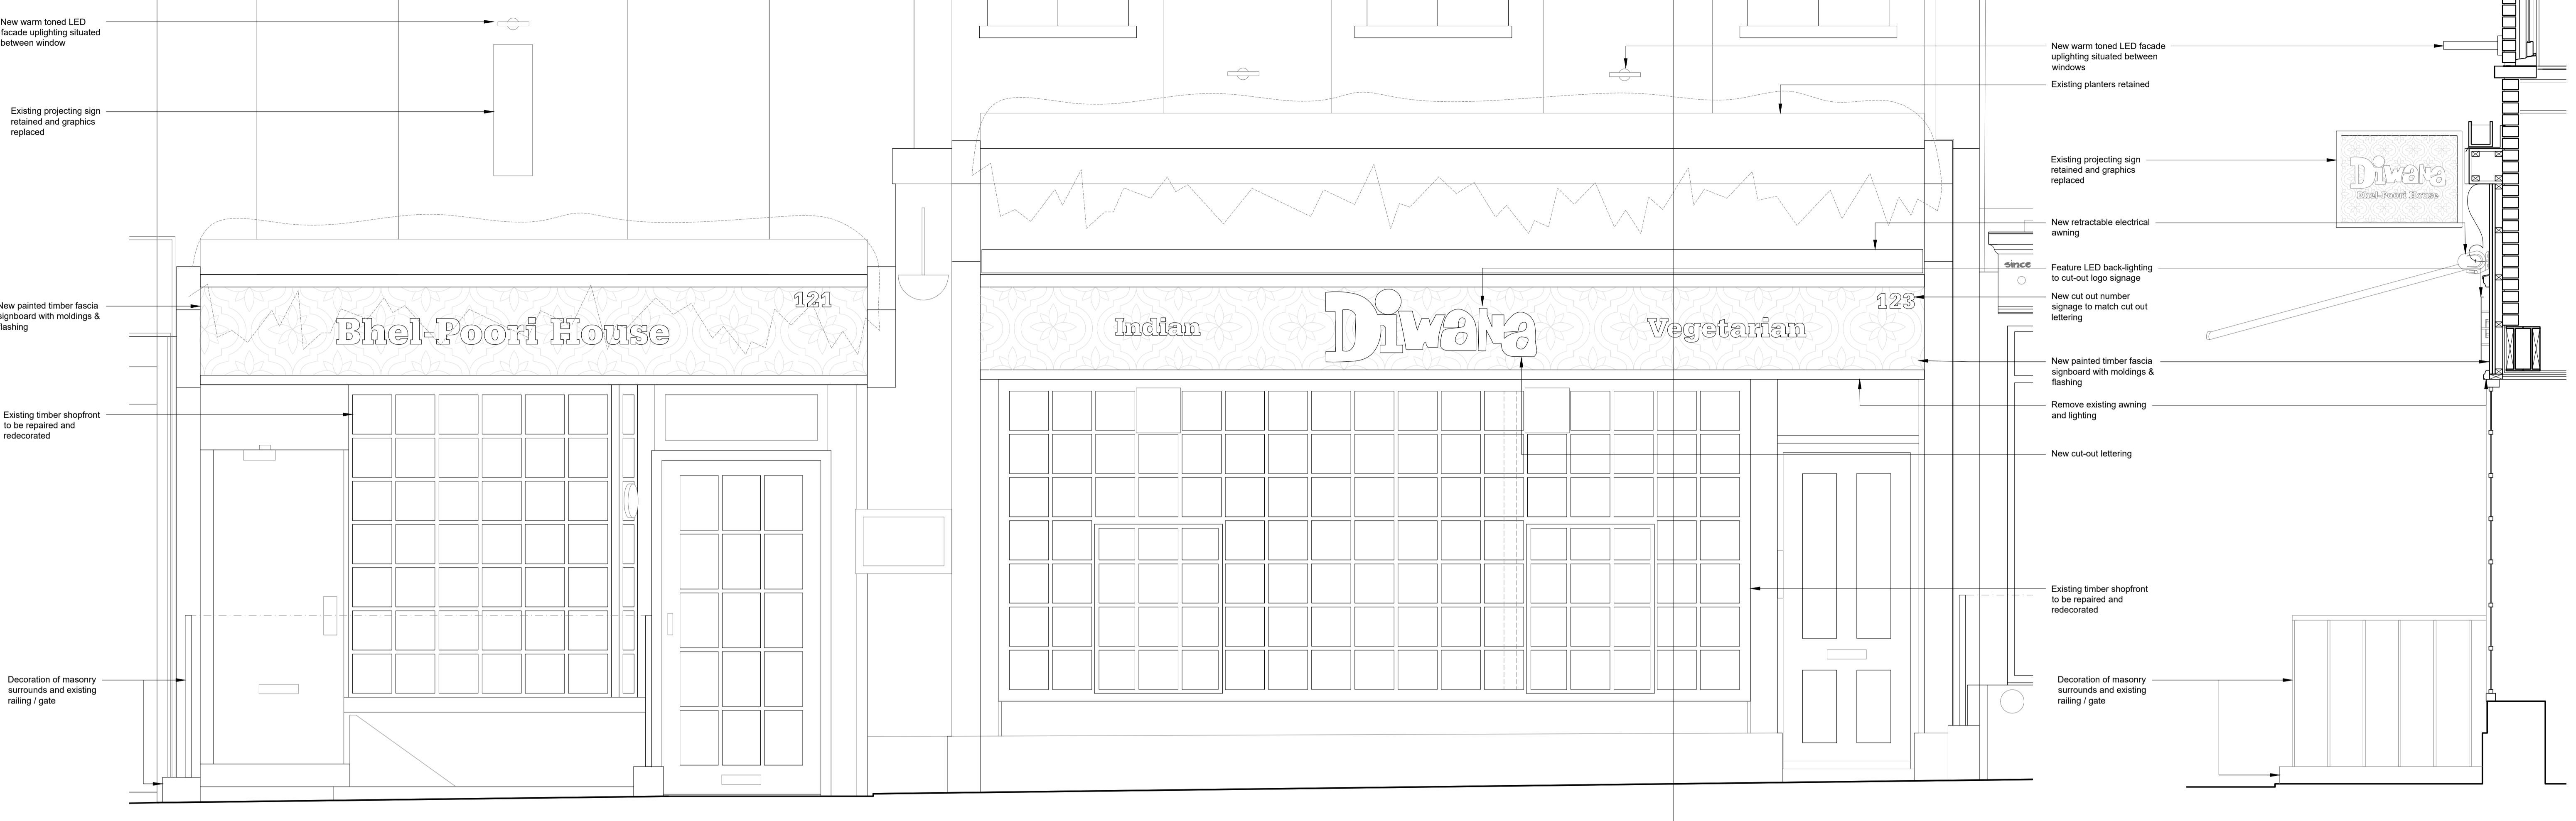 New warm toned LED
facade uplighting situated
between window
Existing projecting sign
retained and graphics
replaced
New painted timber fascia
signboard with moldings &
flashing
Existing timber shopfront
to be repaired and
redecorated
Decoration of masonry
surrounds and existing
railing / gate
121
Bhel-Poori House
Indian
Diwana
Vegetarian
123
since
New warm toned LED facade
uplighting situated between
windows
Existing planters retained
Existing projecting sign
retained and graphics
replaced
New retractable electrical
awning
Feature LED back-lighting
to cut-out logo signage
New cut out number
signage to match cut out
lettering
New painted timber fascia
signboard with moldings &
flashing
Remove existing awning
and lighting
New cut-out lettering
Existing timber shopfront
to be repaired and
redecorated
Decoration of masonry
surrounds and existing
railing / gate
Diwana
Bhel-Poori House